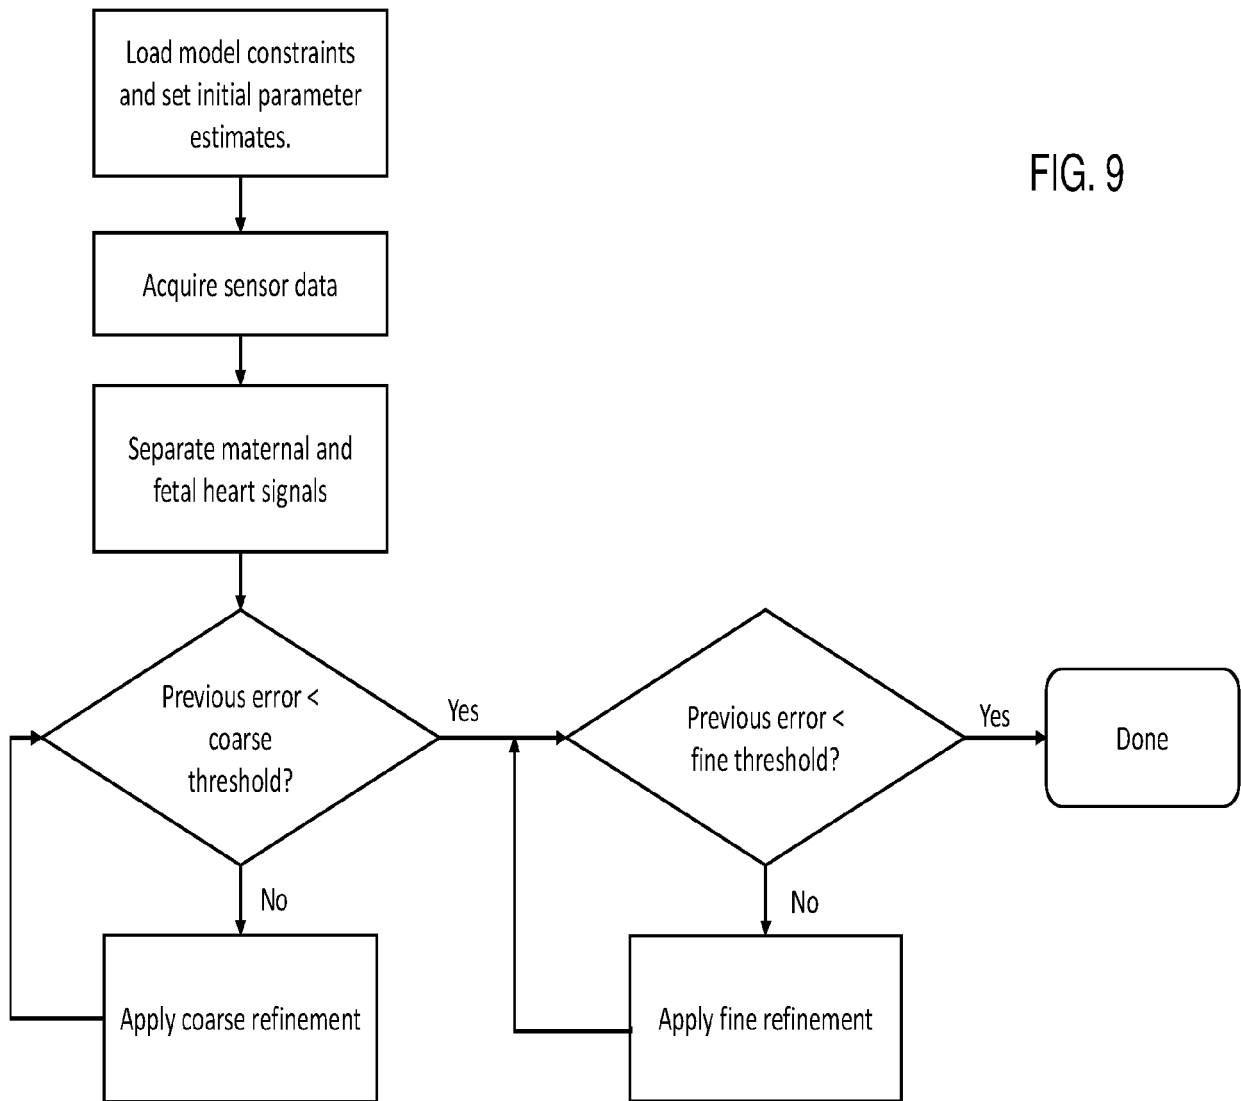 Load model constraints
and set initial parameter
estimates.
FIG. 9
Acquire sensor data
Separate maternal and
fetal heart signals
Previous error <
coarse
threshold?
Yes
Previous error <
fine threshold?
Yes
Done
No
No
Apply coarse refinement
Apply fine refinement